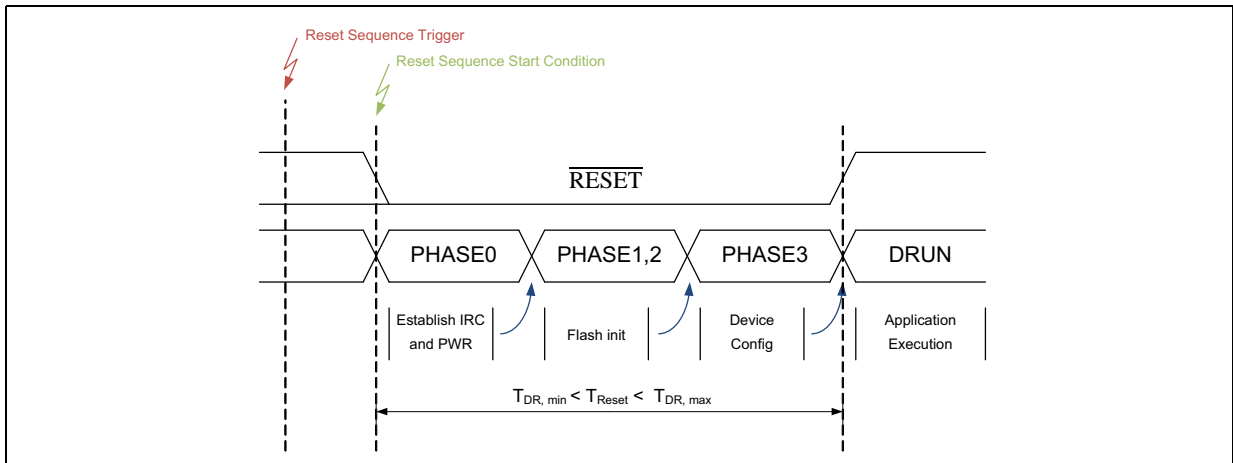 Reset Sequence Trigger
Reset Sequence Start Condition
RESET
PHASE0
PHASE1,2
PHASE3
DRUN
Establish IRC
and PWR
Flash init
Device
Config
Application
Execution
TDR, min < TReset < TDR, max